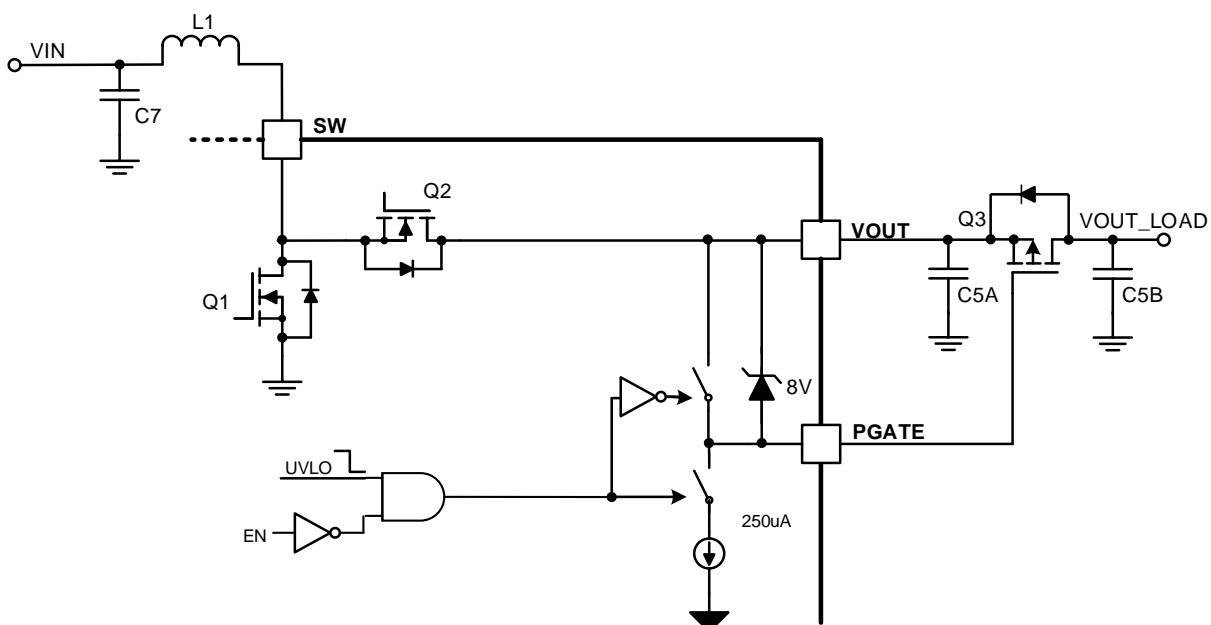 L1
VIN
C7
SW
Q2
Q3
VOUT
VOUT_LOAD
Q1
C5A
C5B
8V
PGATE
UVLO
250uA
EN